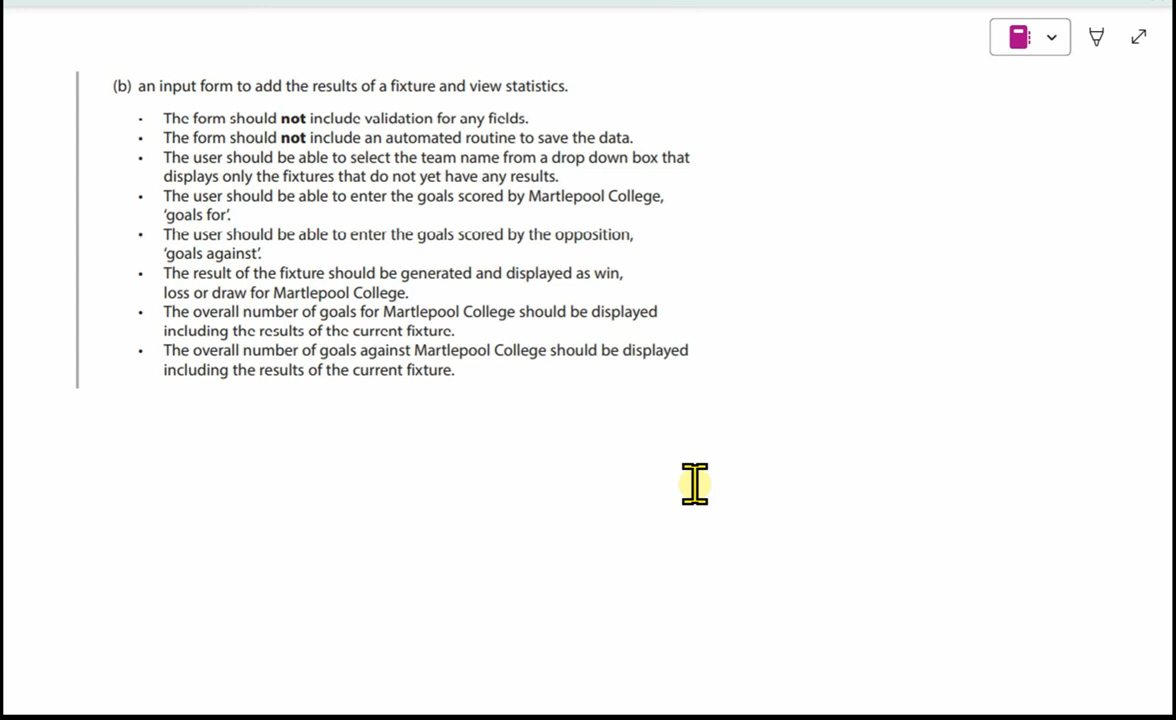 (b) an input form to add the results of a fixture and view statistics.
· The form should not include validation for any fields.
· The form should not include an automated routine to save the data.
· The user should be able to select the team name from a drop down box that
displays only the fixtures that do not yet have any results.
· The user should be able to enter the goals scored by Martlepool College,
‘goals for’.
· The user should be able to enter the goals scored by the opposition,
‘goals against’.
· The result of the fixture should be generated and displayed as win,
loss or draw for Martlepool College.
· The overall number of goals for Martlepool College should be displayed
including the results of the current fixture.
· The overall number of goals against Martlepool College should be displayed
including the results of the current fixture.